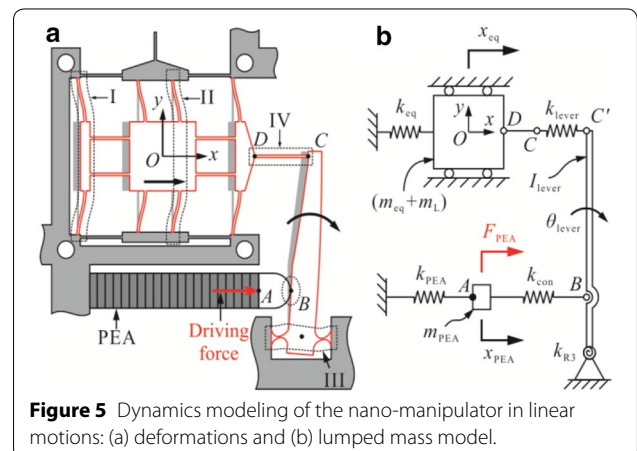 a
I
II
IV
y
D
C
O
x
A
B
PEA
Driving
force
III
b
x_eq
k_eq
y
D
k_lever
C′
O
x
C
I_lever
(m_eq+m_L)
θ_lever
F_PEA
k_PEA
A
k_con
B
m_PEA
x_PEA
k_R3
Figure 5 Dynamics modeling of the nano-manipulator in linear
motions: (a) deformations and (b) lumped mass model.